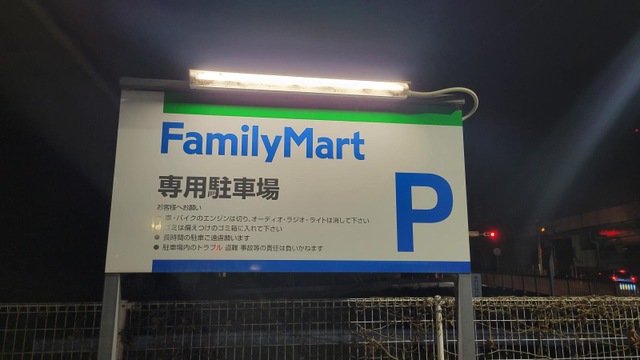 FamilyMart
専用駐車場
P
お客様へお願い
車・バイクのエンジンは切り、オーディオ・ラジオ・ライトは消して下さい
ゴミは備えつけのゴミ箱に入れて下さい
● 長時間の駐車ご遠慮願います
● 駐車場内のトラブル 盗難 事故等の責任は負いかねます